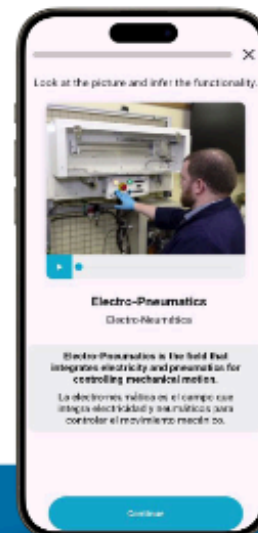 Look at the picture and infer the functionality.
Electro-Pneumatics
Electro-Neumática
Electro-Pneumatics is the field that
integrates electricity and pneumatics for
controlling mechanical motion.
La electroneumática es el campo que
integra electricidad y neumáticas para
controlar el movimiento mecánico.
Continue